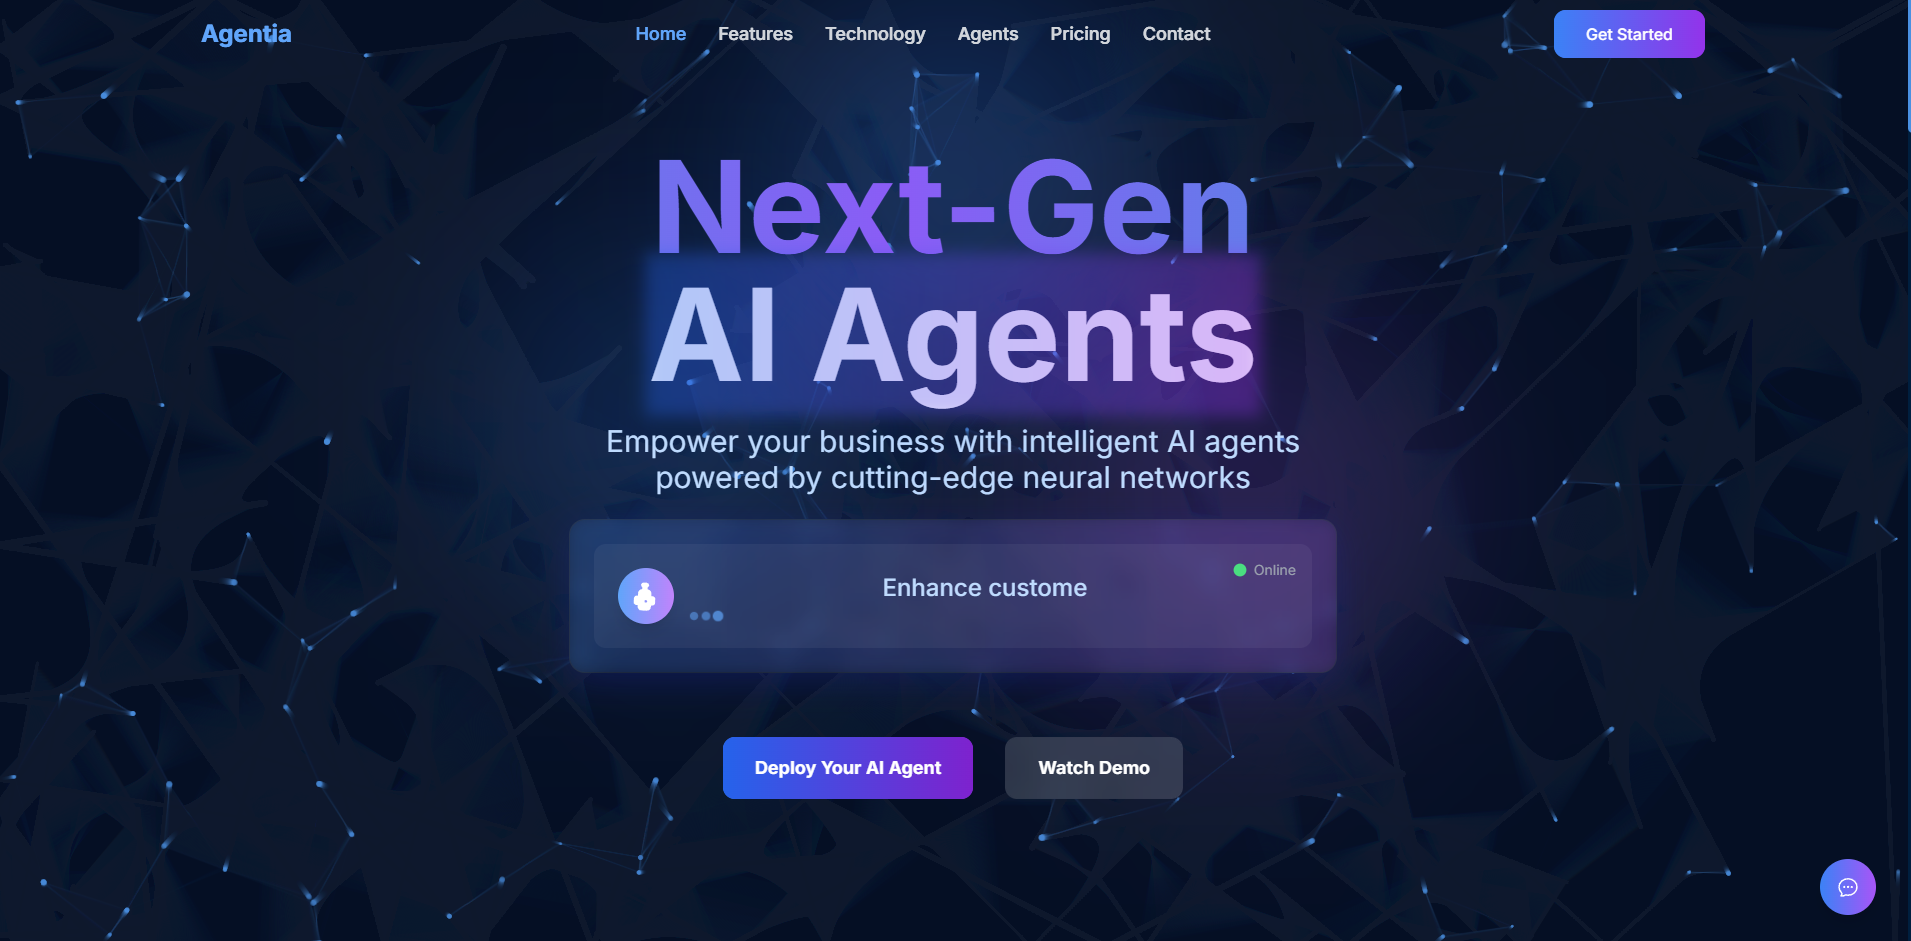 Agentia
Home Features Technology Agents Pricing Contact
Get Started
Next-Gen
AI Agents
Empower your business with intelligent AI agents
powered by cutting-edge neural networks
Enhance custome
Online
Deploy Your AI Agent
Watch Demo